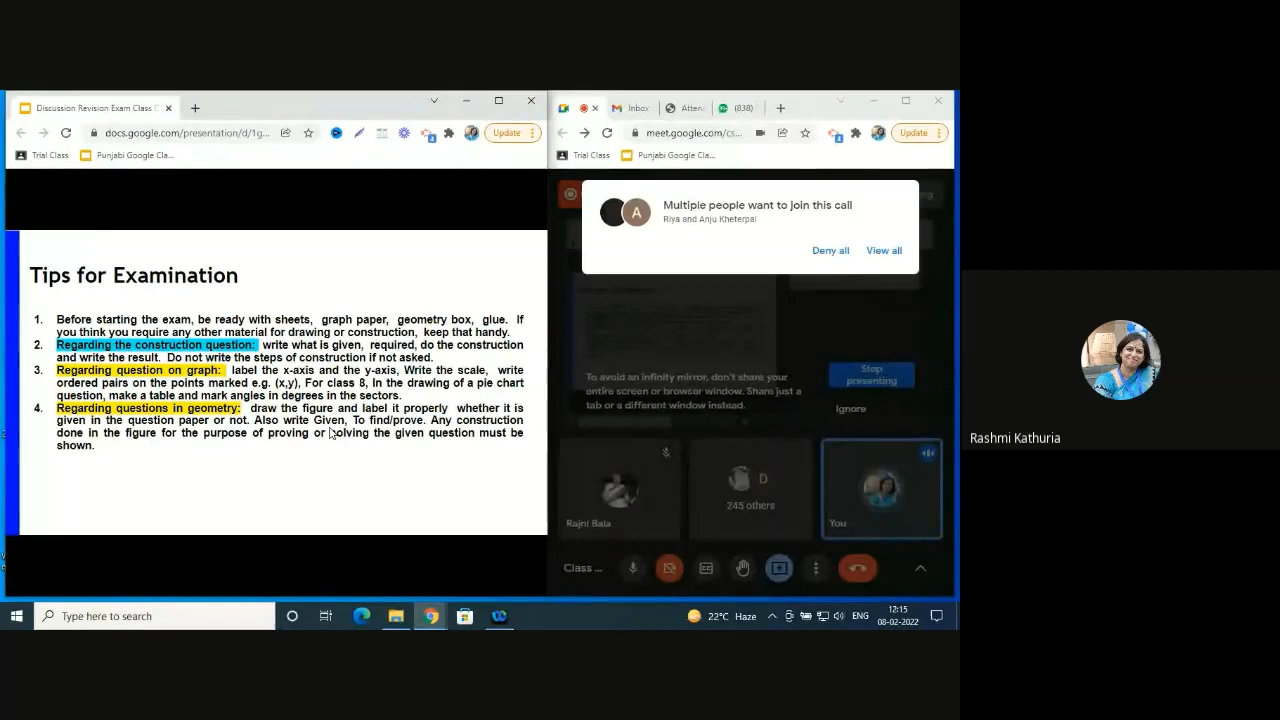 Discussion Revision Exam Class
docs.google.com/presentation/d/1g...
Update
Trial Class
Punjabi Google Cla...
Inbox
Atten
(838)
meet.google.com/cs...
Update
Trial Class
Punjabi Google Cla...
Multiple people want to join this call
Riya and Anju Kheterpal
Deny all
View all
Tips for Examination
1. Before starting the exam, be ready with sheets, graph paper, geometry box, glue. If
you think you require any other material for drawing or construction, keep that handy.
2. Regarding the construction question: write what is given, required, do the construction
and write the result. Do not write the steps of construction if not asked.
3. Regarding question on graph: label the x-axis and the y-axis, Write the scale, write
ordered pairs on the points marked e.g. (x,y), For class 8, In the drawing of a pie chart
question, make a table and mark angles in degrees in the sectors.
4. Regarding questions in geometry: draw the figure and label it properly whether it is
given in the question paper or not. Also write Given, To find/prove. Any construction
done in the figure for the purpose of proving or solving the given question must be
shown.
To avoid an infinity mirror, don't share your
entire screen or browser window. Share just a
tab or a different window instead.
Stop
presenting
Ignore
A
D
245 others
Rajni Bala
You
Class ...
Rashmi Kathuria
Type here to search
22°C Haze
ENG
12:15
08-02-2022